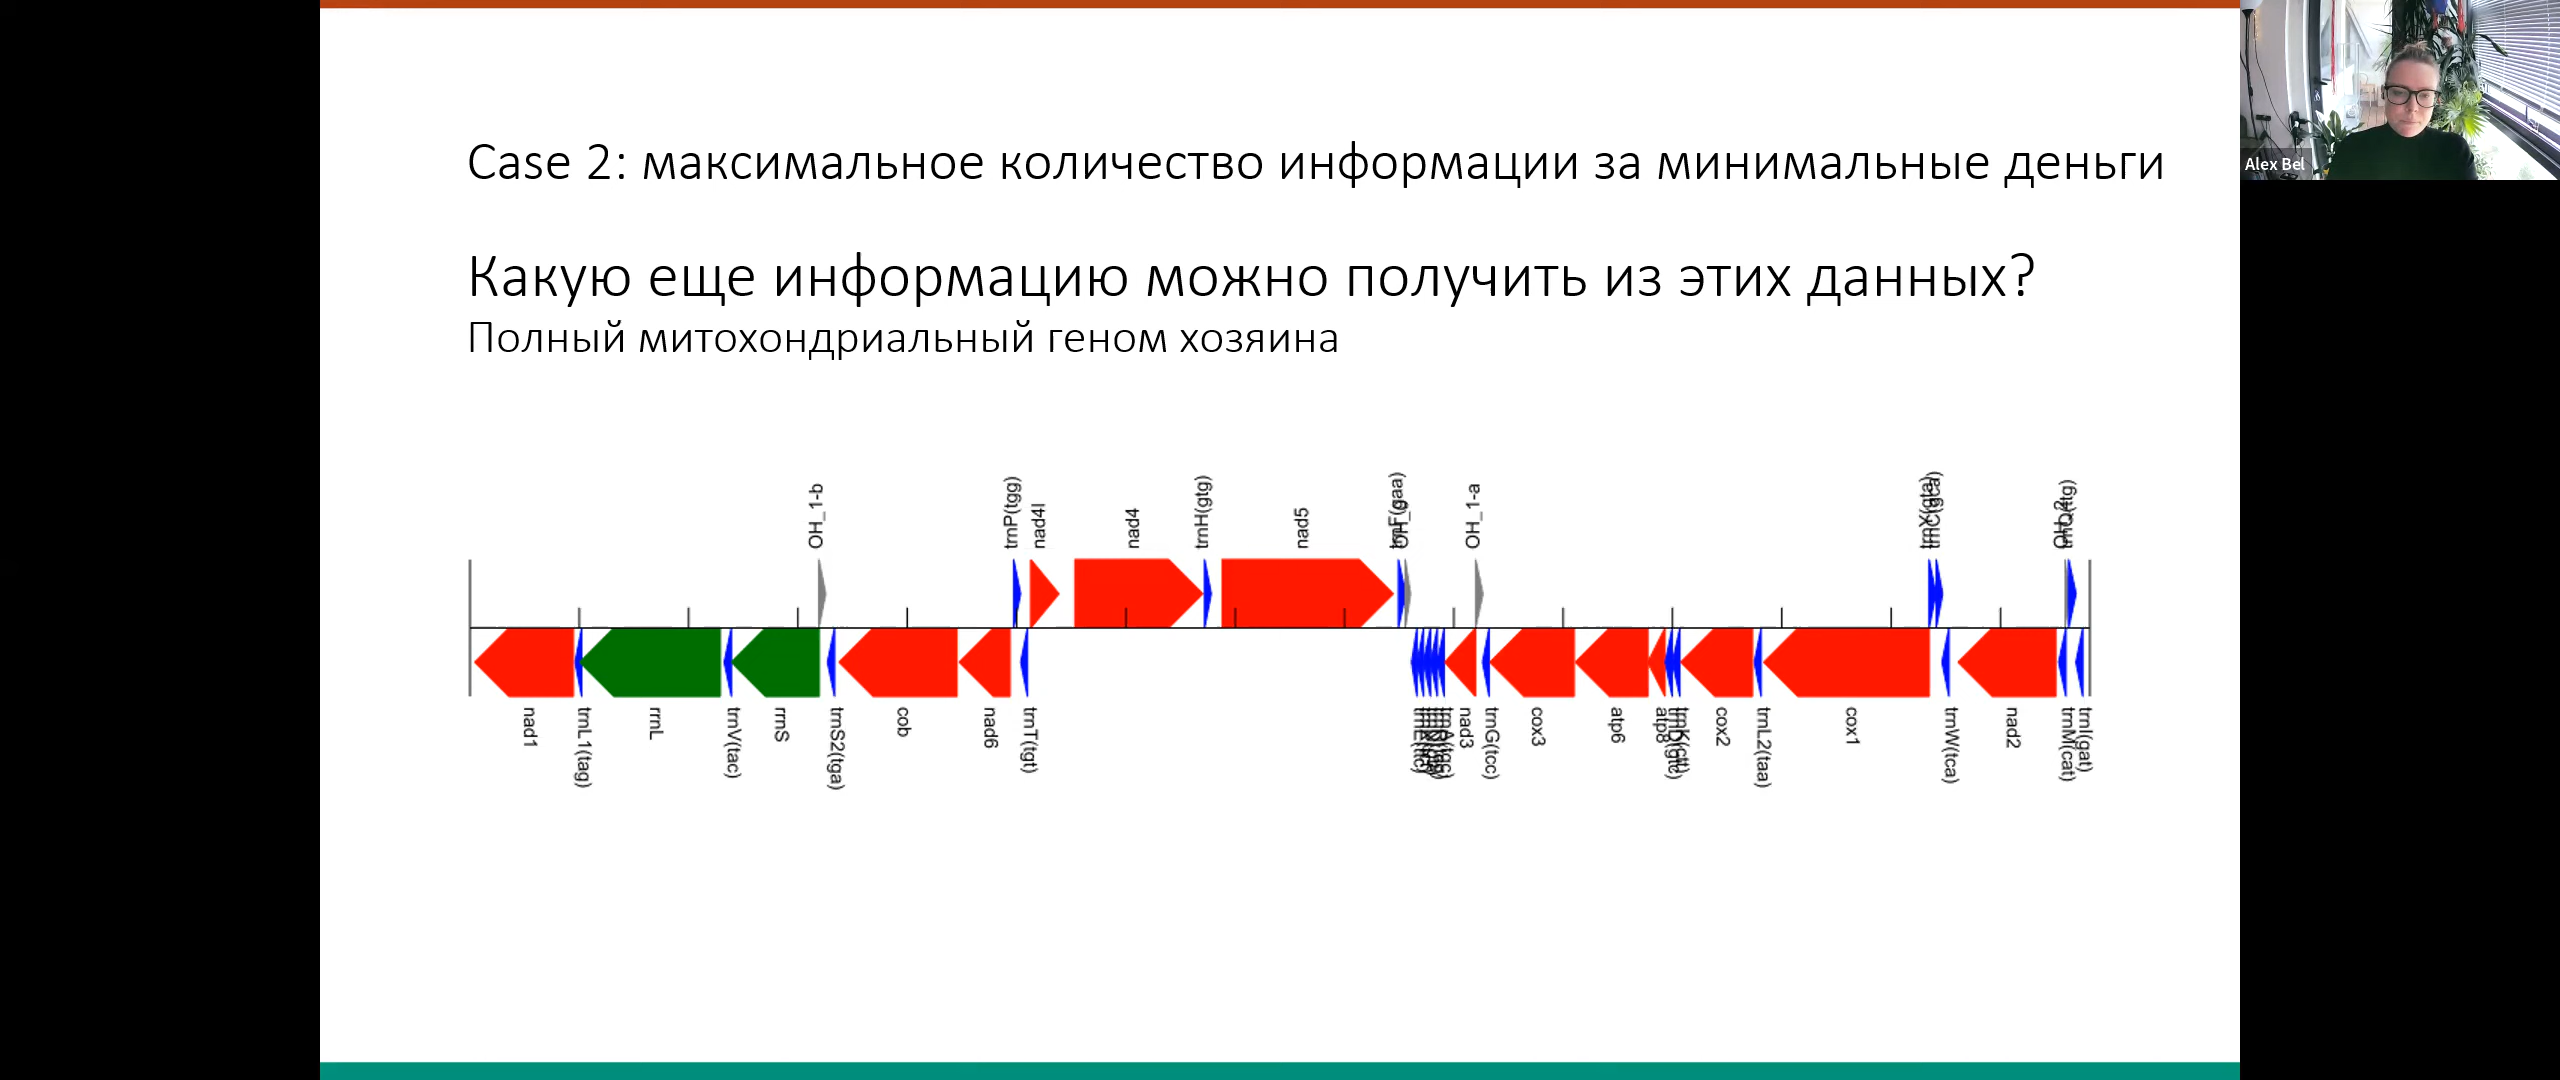 Case 2: максимальное количество информации за минимальные деньги
Alex Bel
Какую еще информацию можно получить из этих данных?
Полный митохондриальный геном хозяина
OH_1-b
trnP(tgg)
nad4l
nad4
trnH(gtg)
nad5
OH_1-a
nad1
trnL1(tag)
rrnL
trnV(tac)
rrnS
trnS2(tga)
cob
nad6
trnT(tgt)
nad3
trnG(tcc)
cox3
atp6
atp8
cox2
trnL2(taa)
cox1
trnW(tca)
nad2
trnM(cat)
trnI(gat)